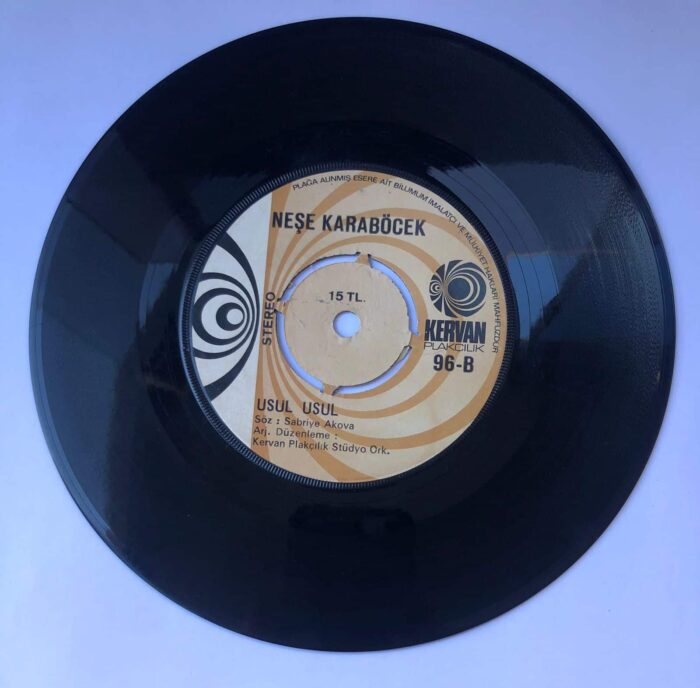 PLAĞA ALINMIŞ ESERE AİT BİLUMUM İMALATÇI VE MÜLKİYET HAKLARI MAHFUZDUR
NEŞE KARABÖCEK
15 TL.
STEREO
KERVAN
PLAKÇILIK
96-B
USUL USUL
Söz : Sabriye Akova
Arj. Düzenleme :
Kervan Plakçılık Stüdyo Ork.